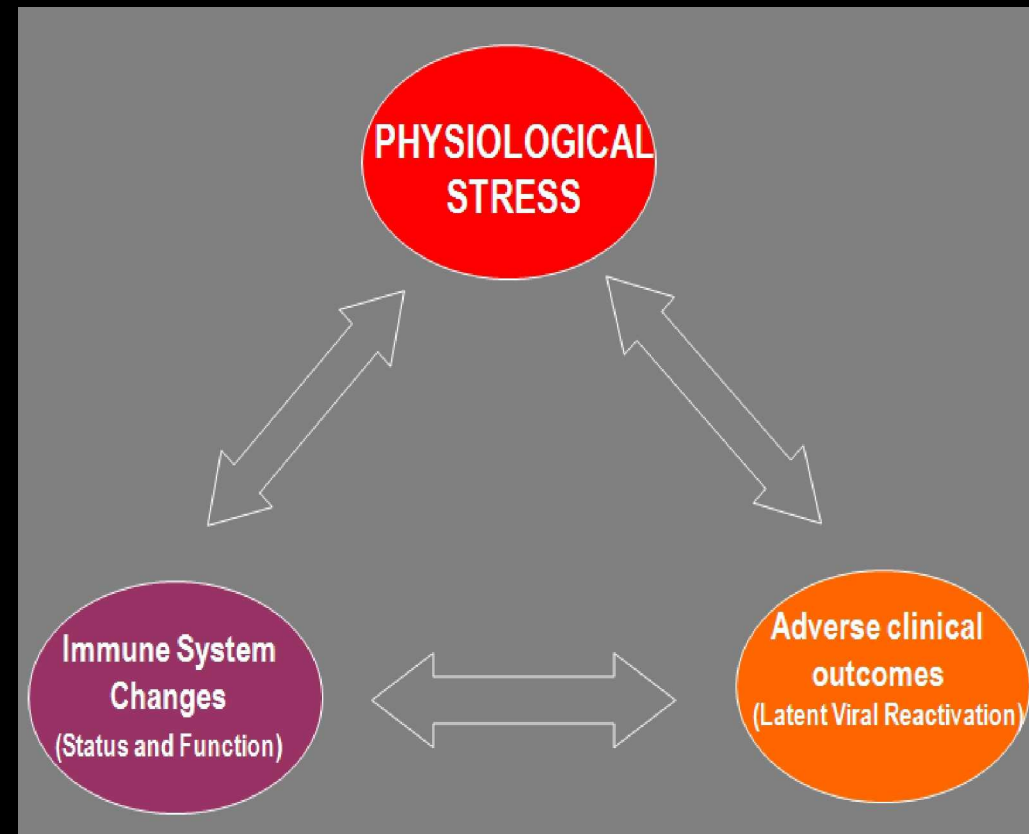 PHYSIOLOGICAL
STRESS
Immune System
Changes
(Status and Function)
Adverse clinical
outcomes
(Latent Viral Reactivation)